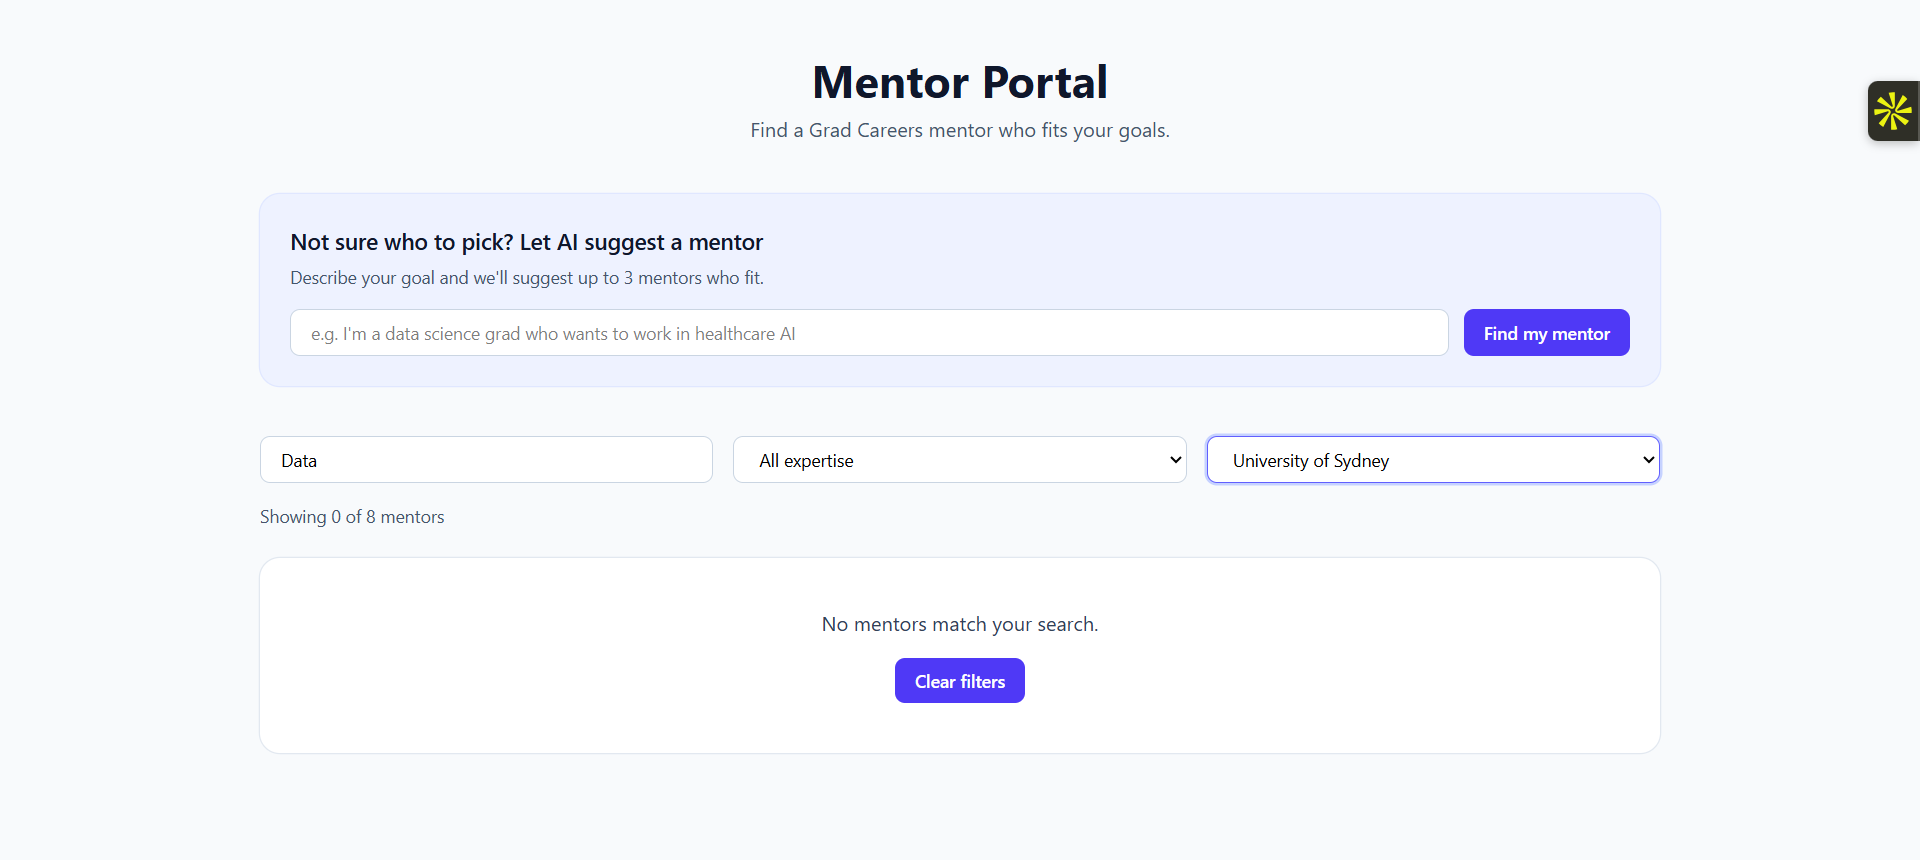 Mentor Portal
Find a Grad Careers mentor who fits your goals.
Not sure who to pick? Let AI suggest a mentor
Describe your goal and we'll suggest up to 3 mentors who fit.
e.g. I'm a data science grad who wants to work in healthcare AI
Find my mentor
Data
All expertise
University of Sydney
Showing 0 of 8 mentors
No mentors match your search.
Clear filters